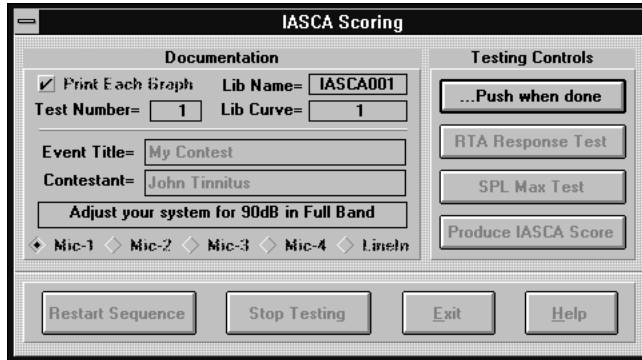 IASCA Scoring
Documentation
Print Each Graph Lib Name= IASCA001
Test Number= 1 Lib Curve= 1
Event Title= My Contest
Contestant= John Tinnitus
Adjust your system for 90dB in Full Band
Mic-1 Mic-2 Mic-3 Mic-4 LineIn
Testing Controls
...Push when done
RTA Response Test
SPL Max Test
Produce IASCA Score
Restart Sequence Stop Testing Exit Help